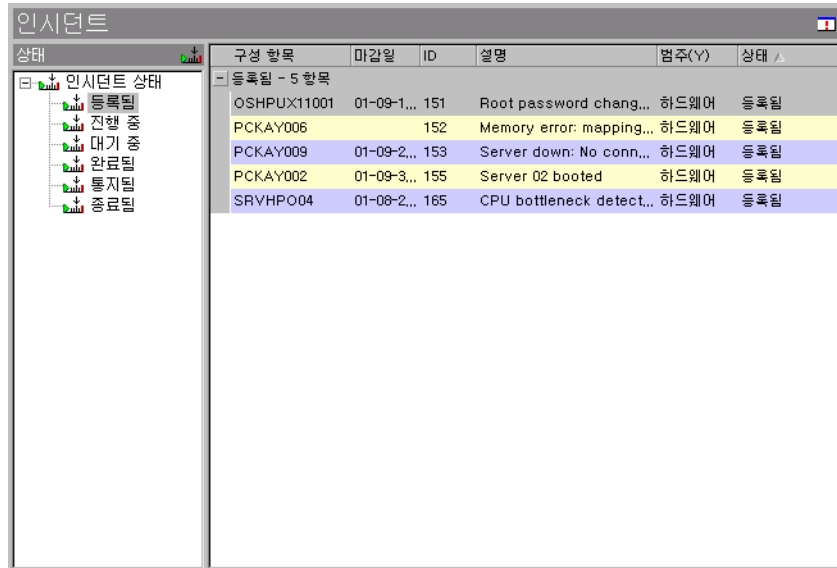 인시던트
상태
인시던트 상태
등록됨
진행 중
대기 중
완료됨
통지됨
종료됨
구성 항목 마감일 ID 설명 범주(Y) 상태
등록됨 - 5 항목
OSHPUX11001 01-09-1... 151 Root password chang... 하드웨어 등록됨
PCKAY006 152 Memory error: mapping... 하드웨어 등록됨
PCKAY009 01-09-2... 153 Server down: No conn... 하드웨어 등록됨
PCKAY002 01-09-3... 155 Server 02 booted 하드웨어 등록됨
SRVHPO04 01-08-2... 165 CPU bottleneck detect... 하드웨어 등록됨